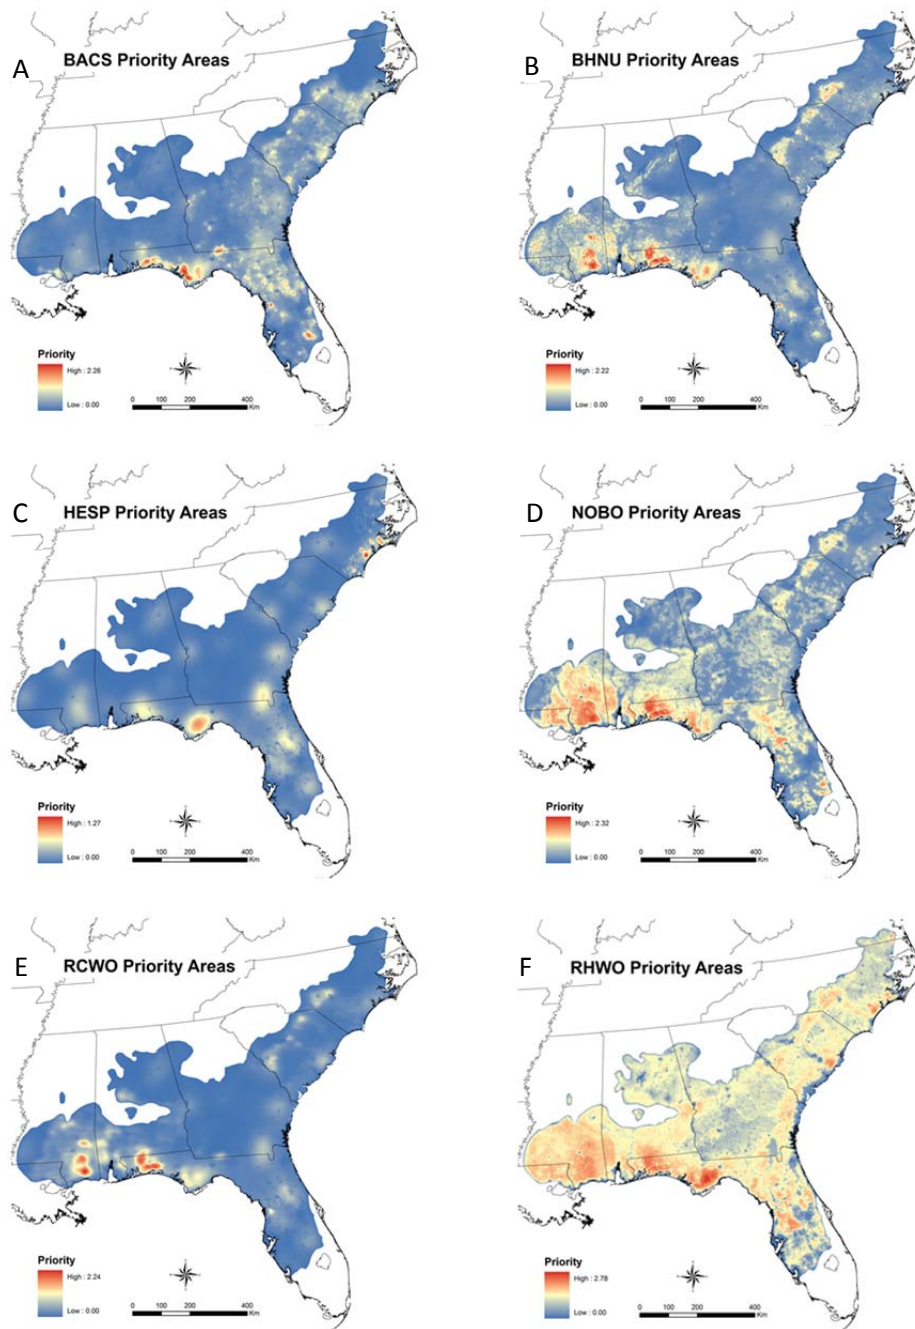 A
BACS Priority Areas
Priority
High : 2.26
Low : 0.00
0 100 200 400
Km
B
BHNU Priority Areas
Priority
High : 2.22
Low : 0.00
0 100 200 400
Km
C
HESP Priority Areas
Priority
High : 1.27
Low : 0.00
0 100 200 400
Km
D
NOBO Priority Areas
Priority
High : 2.32
Low : 0.00
0 100 200 400
Km
E
RCWO Priority Areas
Priority
High : 2.24
Low : 0.00
0 100 200 400
Km
F
RHWO Priority Areas
Priority
High : 2.78
Low : 0.00
0 100 200 400
Km